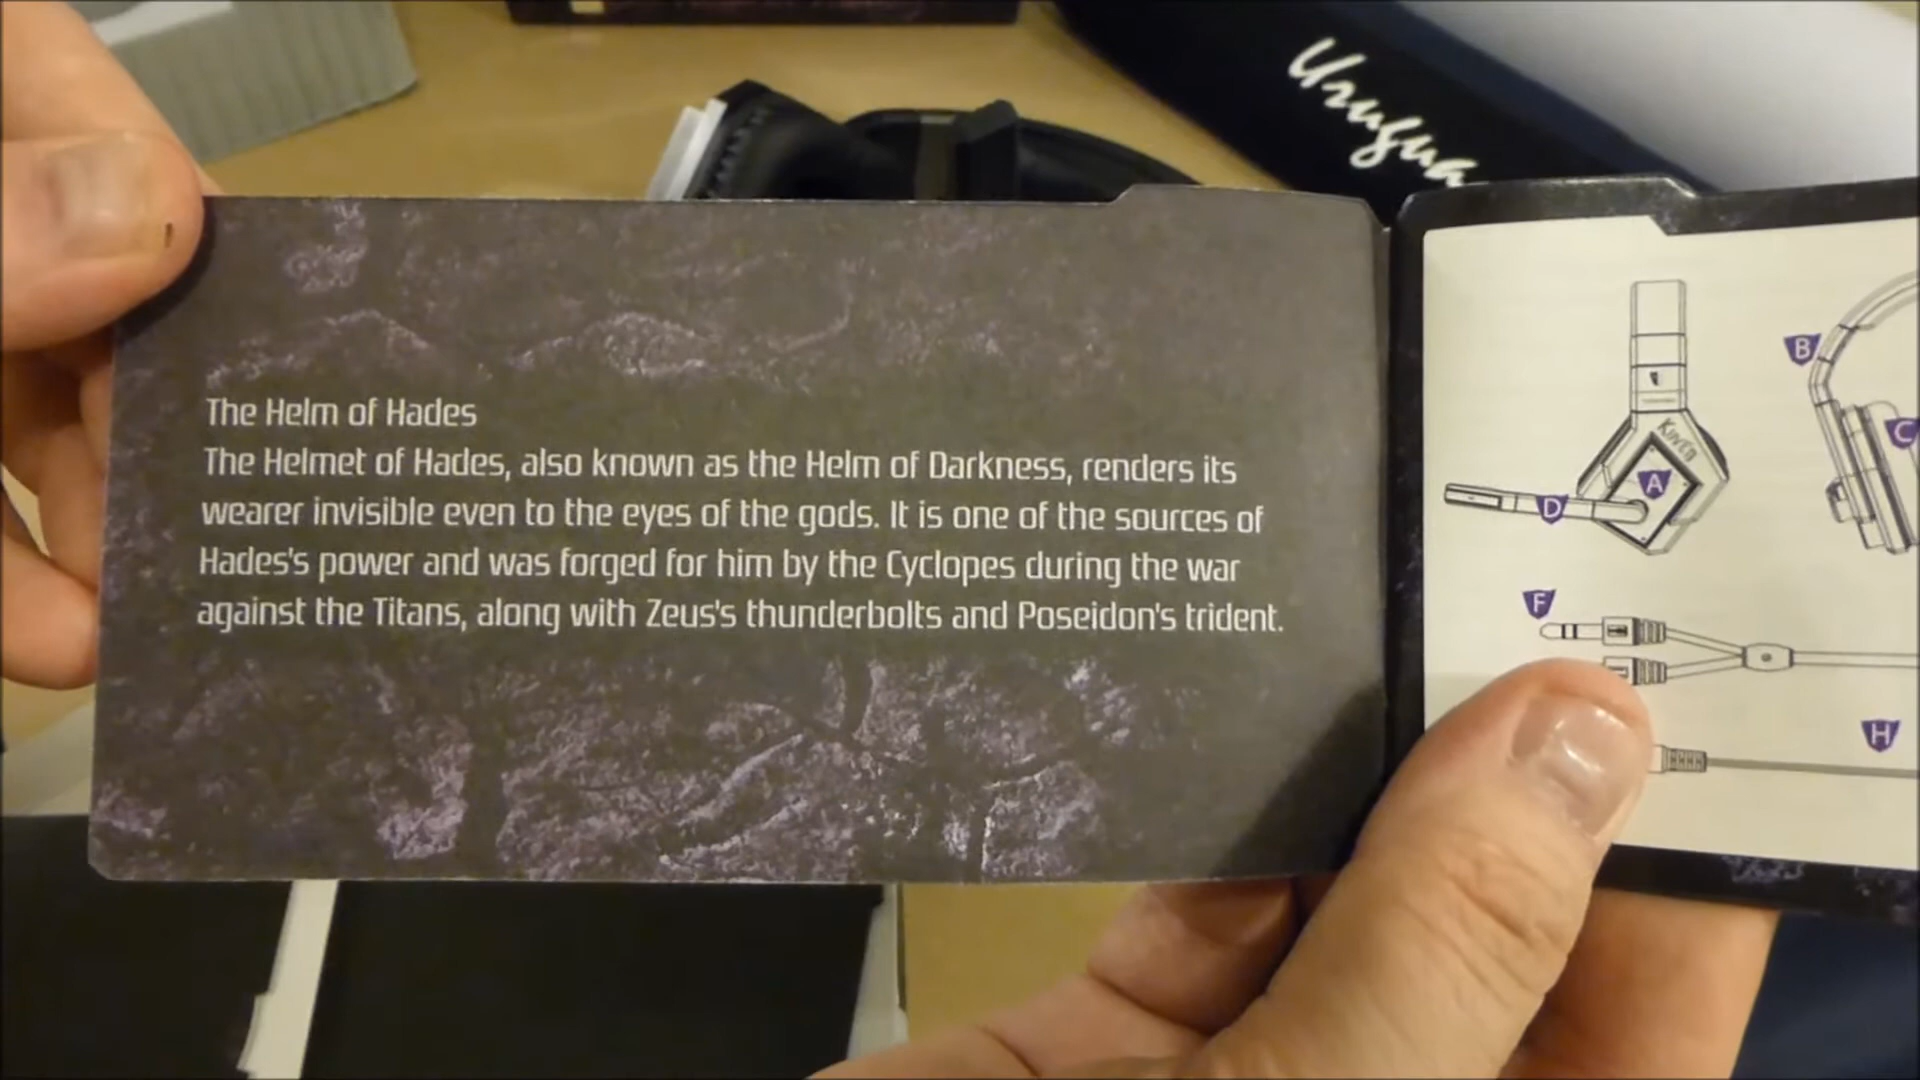 Urugua
The Helm of Hades
The Helmet of Hades, also known as the Helm of Darkness, renders its
wearer invisible even to the eyes of the gods. It is one of the sources of
Hades's power and was forged for him by the Cyclopes during the war
against the Titans, along with Zeus's thunderbolts and Poseidon's trident.
B
C
KINVED
A
D
F
H